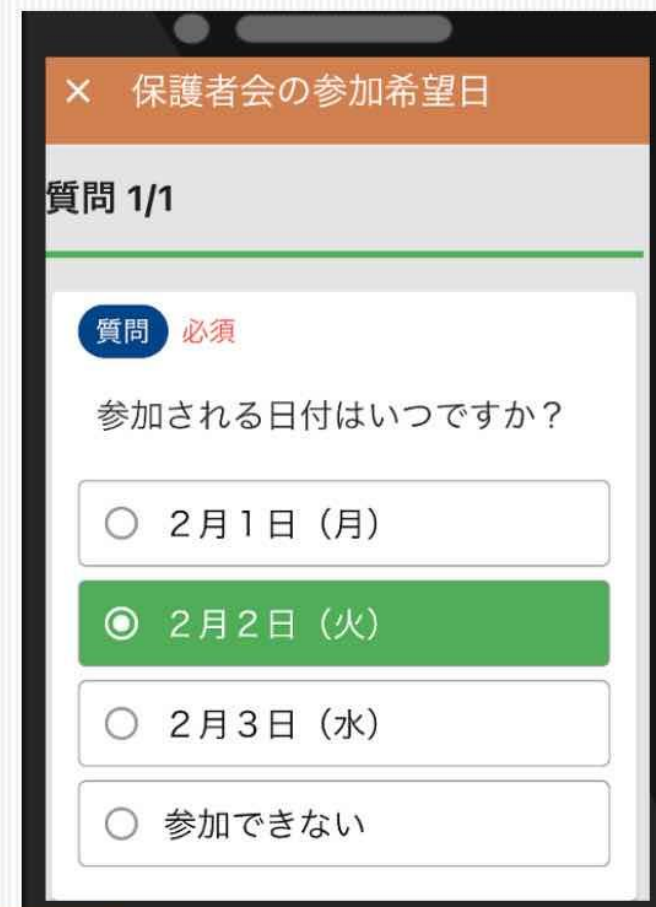 × 保護者会の参加希望日
質問 1/1
質問 必須
参加される日付はいつですか？
２月１日（月）
２月２日（火）
２月３日（水）
参加できない